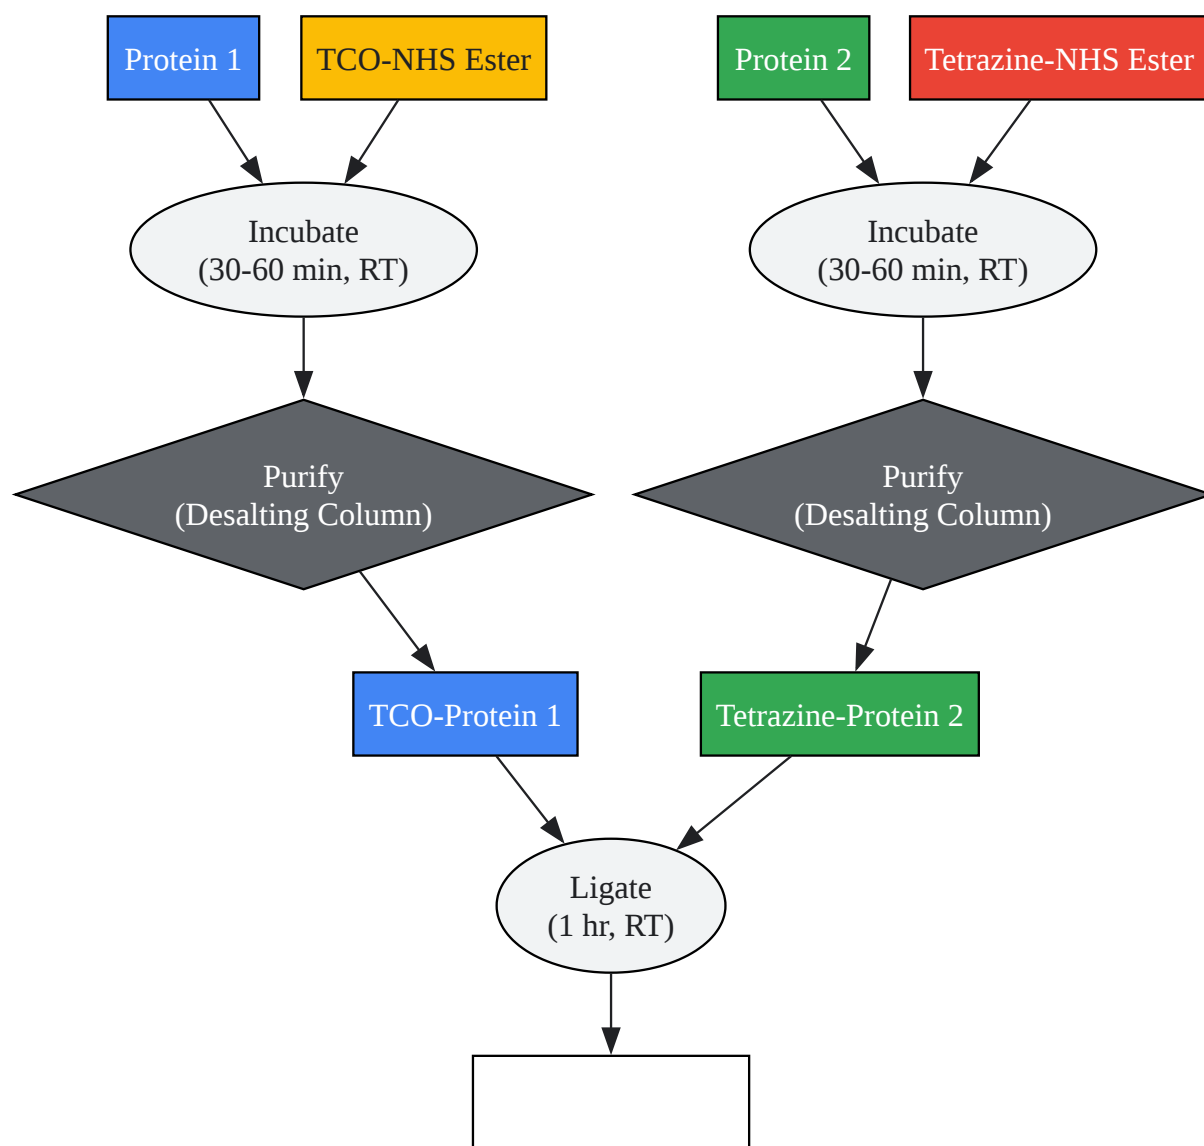 Protein 1
TCO-NHS Ester
Protein 2
Tetrazine-NHS Ester
Incubate
(30-60 min, RT)
Incubate
(30-60 min, RT)
Purify
(Desalting Column)
Purify
(Desalting Column)
TCO-Protein 1
Tetrazine-Protein 2
Ligate
(1 hr, RT)